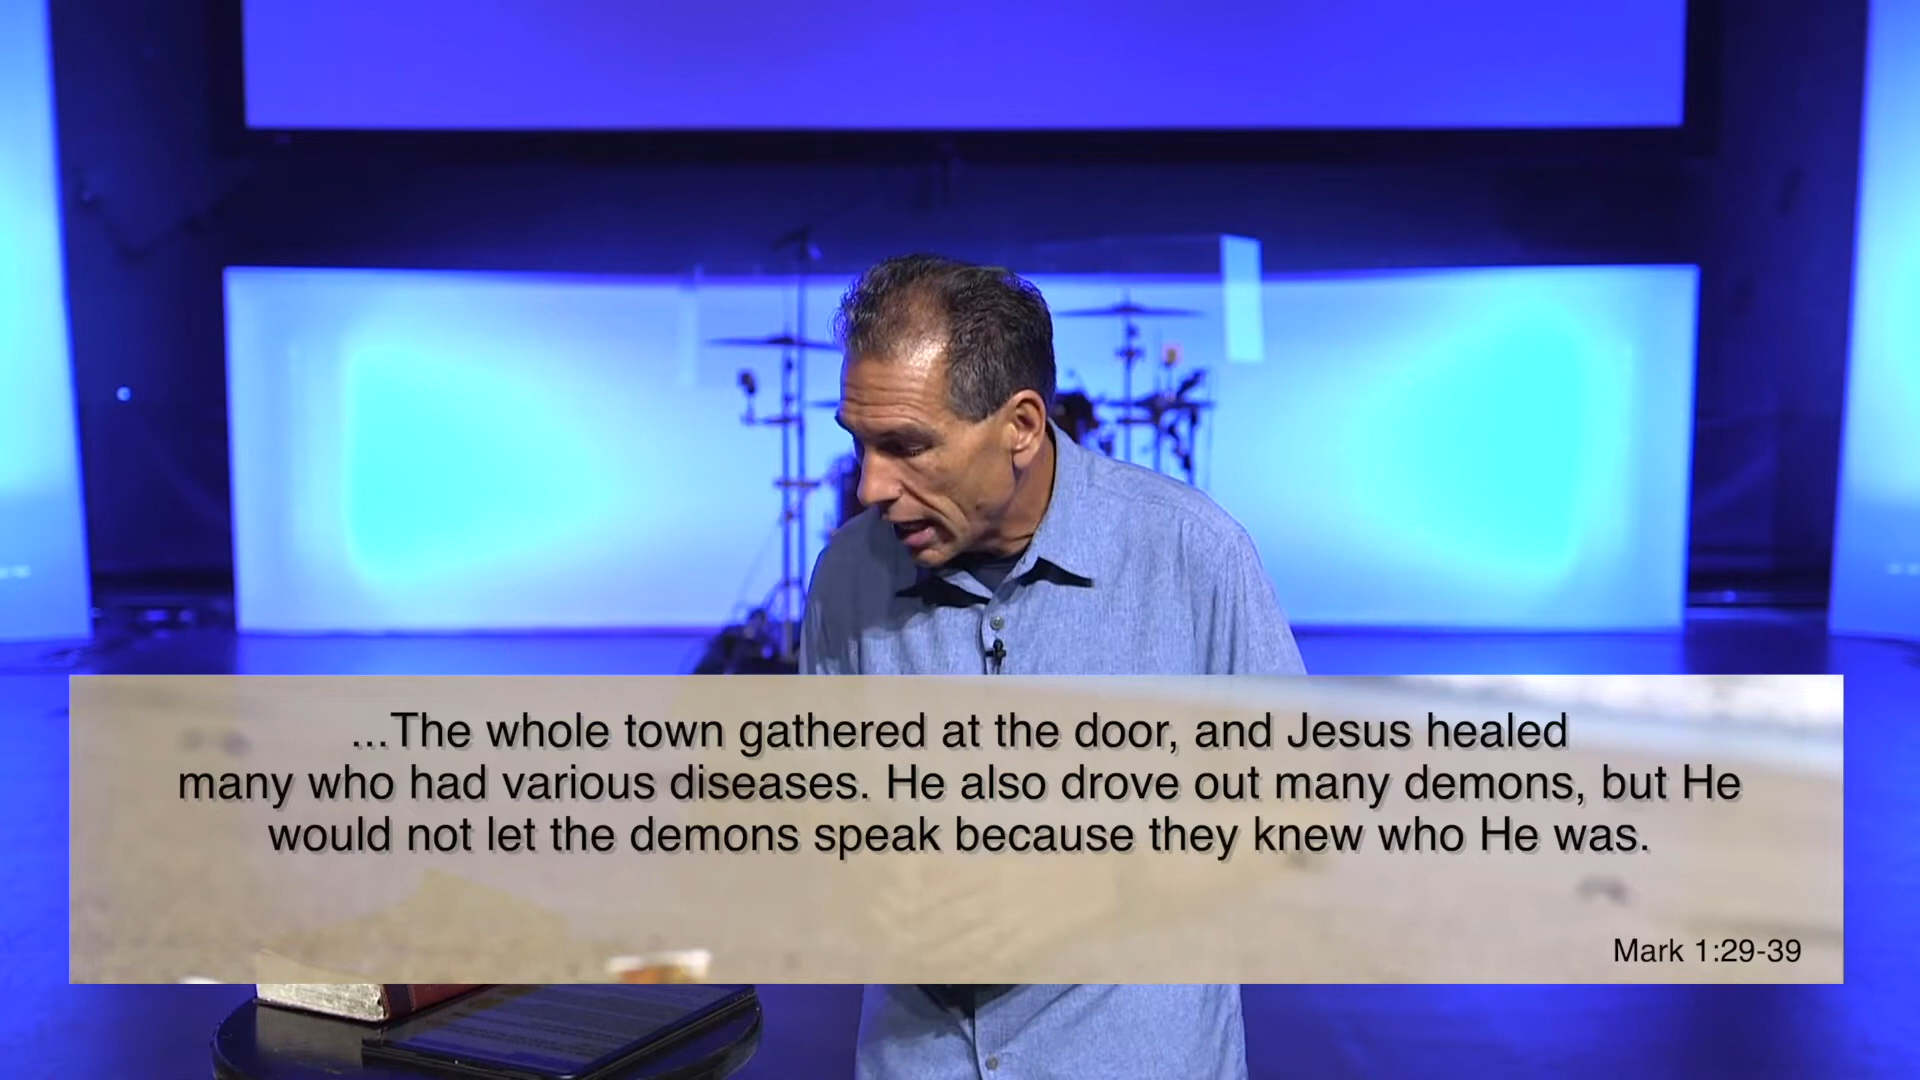 ...The whole town gathered at the door, and Jesus healed
many who had various diseases. He also drove out many demons, but He
would not let the demons speak because they knew who He was.
Mark 1:29-39